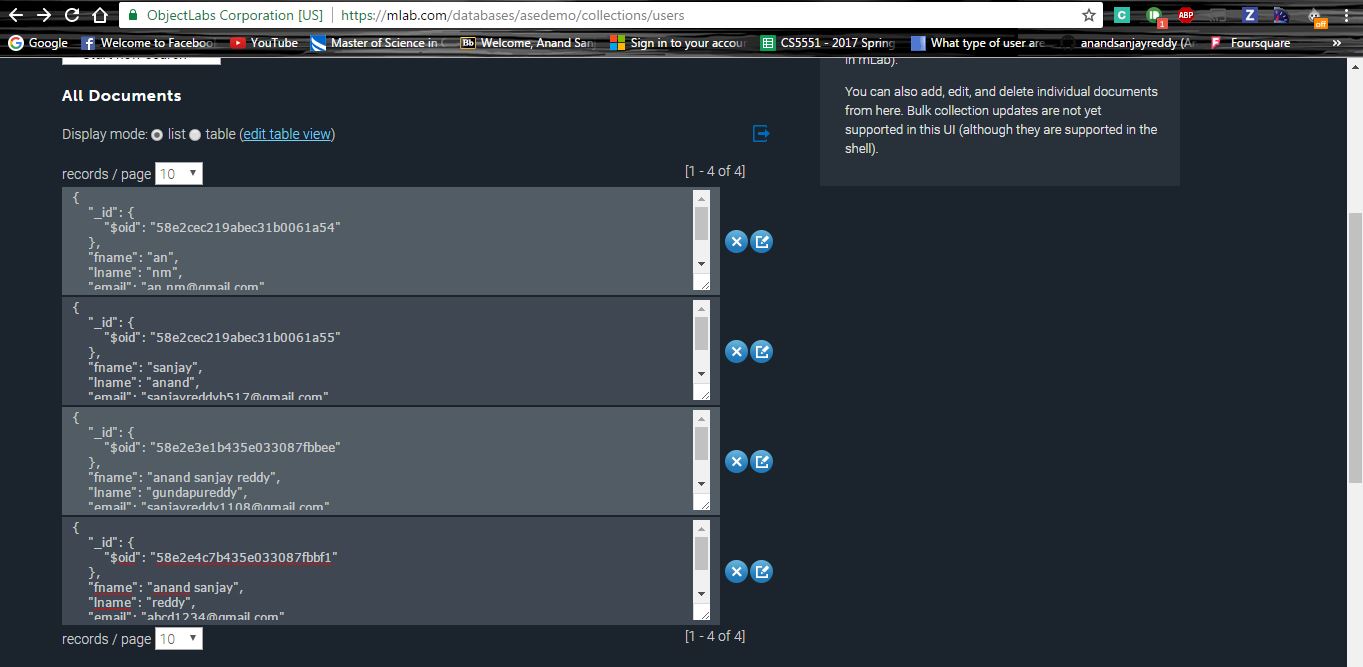 ObjectLabs Corporation [US] https://mlab.com/databases/asedemo/collections/users
C 1 ABP Z off
Google Welcome to Faceboo YouTube Master of Science in Bb Welcome, Anand San Sign in to your accou CS5551 - 2017 Spring What type of user are anandsanjayreddy (A Foursquare »
in mLab).
You can also add, edit, and delete individual documents
from here. Bulk collection updates are not yet
supported in this UI (although they are supported in the
shell).
All Documents
Display mode: list table (edit table view)
records / page 10 [1 - 4 of 4]
{
"_id": {
"$oid": "58e2cec219abec31b0061a54"
},
"fname": "an",
"lname": "nm",
"email": "an.nm@gmail.com"
{
"_id": {
"$oid": "58e2cec219abec31b0061a55"
},
"fname": "sanjay",
"lname": "anand",
"email": "sanjayreddyb517@gmail.com"
{
"_id": {
"$oid": "58e2e3e1b435e033087fbbee"
},
"fname": "anand sanjay reddy",
"lname": "gundapureddy",
"email": "sanjayreddy1108@gmail.com"
{
"_id": {
"$oid": "58e2e4c7b435e033087fbbf1"
},
"fname": "anand sanjay",
"lname": "reddy",
"email": "abcd1234@gmail.com"
records / page 10 [1 - 4 of 4]